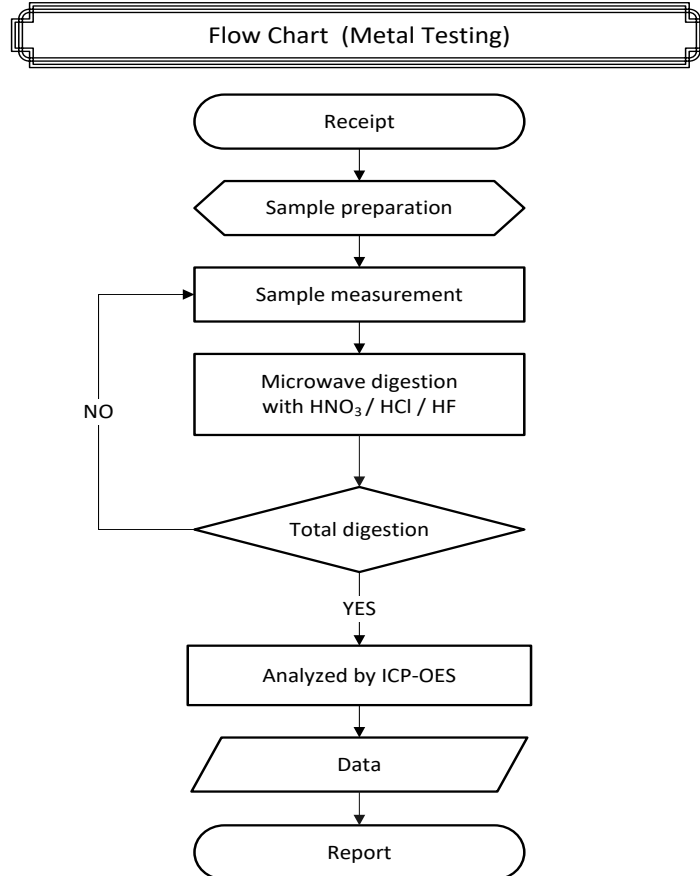 Flow Chart (Metal Testing)
Receipt
Sample preparation
Sample measurement
Microwave digestion
with HNO₃ / HCl / HF
NO
Total digestion
YES
Analyzed by ICP-OES
Data
Report